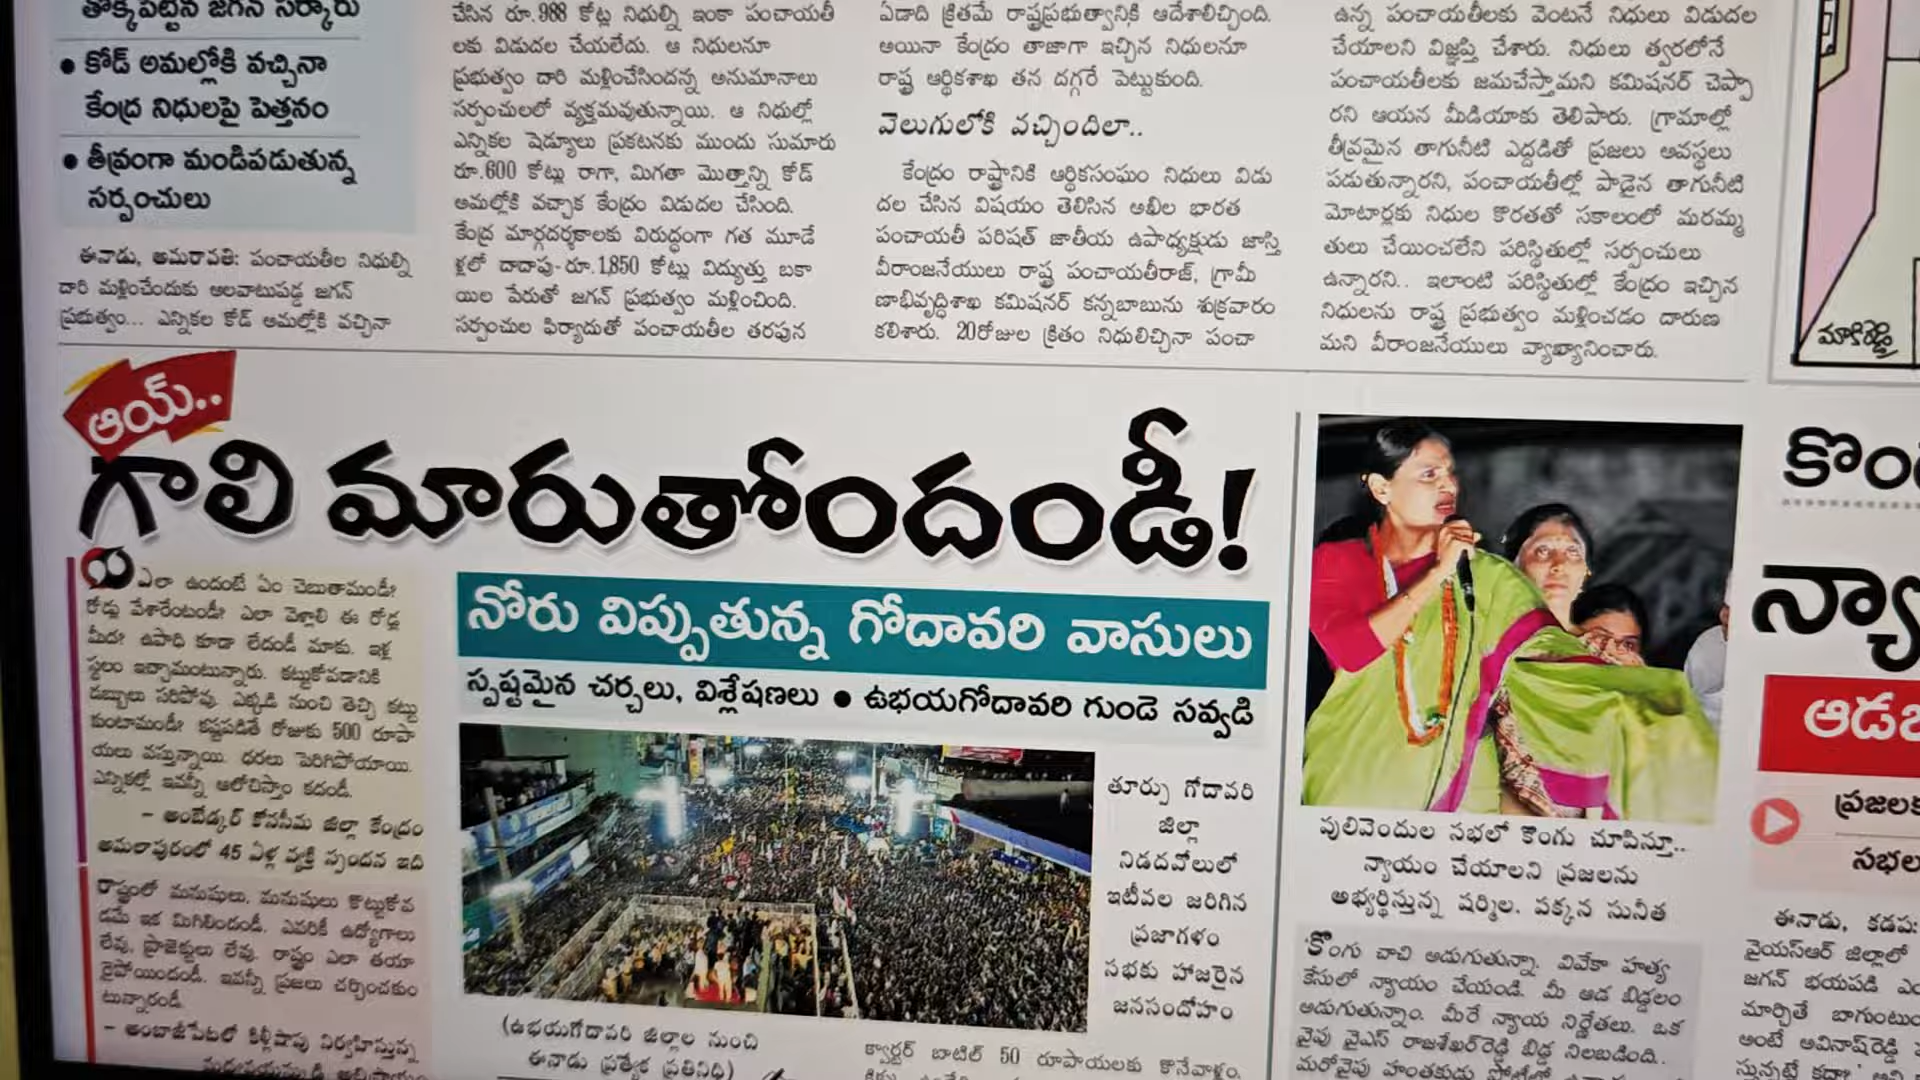 తొక్కిపట్టిన జగన్ సర్కారు
● కోడ్ అమల్లోకి వచ్చినా
కేంద్ర నిధులపై పెత్తనం
● తీవ్రంగా మండిపడుతున్న
సర్పంచులు
ఈనాడు, అమరావతి: పంచాయతీల నిధుల్ని
దారి మళ్లించేందుకు అలవాటుపడ్డ జగన్
ప్రభుత్వం... ఎన్నికల కోడ్ అమల్లోకి వచ్చినా
చేసిన రూ.988 కోట్ల నిధుల్ని ఇంకా పంచాయతీ
లకు విడుదల చేయలేదు. ఆ నిధులనూ
ప్రభుత్వం దారి మళ్లించేసిందన్న అనుమానాలు
సర్పంచులలో వ్యక్తమవుతున్నాయి. ఆ నిధుల్లో
ఎన్నికల షెడ్యూలు ప్రకటనకు ముందు సుమారు
రూ.600 కోట్లు రాగా, మిగతా మొత్తాన్ని కోడ్
అమల్లోకి వచ్చాక కేంద్రం విడుదల చేసింది.
కేంద్ర మార్గదర్శకాలకు విరుద్ధంగా గత మూడే
ళ్లలో దాదాపు రూ.1,850 కోట్లు విద్యుత్తు బకా
యిల పేరుతో జగన్ ప్రభుత్వం మళ్లించింది.
సర్పంచుల ఫిర్యాదుతో పంచాయతీల తరపున
ఏడాది క్రితమే రాష్ట్రప్రభుత్వానికి ఆదేశాలిచ్చింది.
అయినా కేంద్రం తాజాగా ఇచ్చిన నిధులనూ
రాష్ట్ర ఆర్థికశాఖ తన దగ్గరే పెట్టుకుంది.
వెలుగులోకి వచ్చిందిలా..
కేంద్రం రాష్ట్రానికి ఆర్థికసంఘం నిధులు విడు
దల చేసిన విషయం తెలిసిన అఖిల భారత
పంచాయతీ పరిషత్ జాతీయ ఉపాధ్యక్షుడు జాస్తి
వీరాంజనేయులు రాష్ట్ర పంచాయతీరాజ్, గ్రామీ
ణాభివృద్ధిశాఖ కమిషనర్ కన్నబాబును శుక్రవారం
కలిశారు. 20రోజుల క్రితం నిధులిచ్చినా పంచా
ఉన్న పంచాయతీలకు వెంటనే నిధులు విడుదల
చేయాలని విజ్ఞప్తి చేశారు. నిధులు త్వరలోనే
పంచాయతీలకు జమచేస్తామని కమిషనర్ చెప్పా
రని ఆయన మీడియాకు తెలిపారు. గ్రామాల్లో
తీవ్రమైన తాగునీటి ఎద్దడితో ప్రజలు అవస్థలు
పడుతున్నారని, పంచాయతీల్లో పాడైన తాగునీటి
మోటార్లకు నిధుల కొరతతో సకాలంలో మరమ్మ
తులు చేయించలేని పరిస్థితుల్లో సర్పంచులు
ఉన్నారని.. ఇలాంటి పరిస్థితుల్లో కేంద్రం ఇచ్చిన
నిధులను రాష్ట్ర ప్రభుత్వం మళ్లించడం దారుణ
మని వీరాంజనేయులు వ్యాఖ్యానించారు.
ఆయ్..
గాలి మారుతోందండీ!
నోరు విప్పుతున్న గోదావరి వాసులు
స్పష్టమైన చర్చలు, విశ్లేషణలు ● ఉభయగోదావరి గుండె సవ్వడి
ఎలా ఉందంటే ఏం చెబుతామండీ?
రోడ్లు వేశారేంటండీ? ఎలా వెళ్లాలి ఈ రోడ్ల
మీద? ఉపాధి కూడా లేదండీ మాకు. ఇళ్ల
స్థలం ఇచ్చామంటున్నారు. కట్టుకోవడానికి
డబ్బులు సరిపోవు. ఎక్కడి నుంచి తెచ్చి కట్టు
కుంటామండీ? కష్టపడితే రోజుకు 500 రూపా
యలు వస్తున్నాయి. ధరలు పెరిగిపోయాయి.
ఎన్నికల్లో ఇవన్నీ ఆలోచిస్తాం కదండీ.
– అంబేడ్కర్ కోనసీమ జిల్లా కేంద్రం
అమలాపురంలో 45 ఏళ్ల వ్యక్తి స్పందన ఇది
రాష్ట్రంలో మనుషులు, మనుషులు కొట్టుకోవ
డమే ఇక మిగిలిందండీ. ఎవరికీ ఉద్యోగాలు
లేవు. ప్రాజెక్టులు లేవు. రాష్ట్రం ఎలా తయా
రైపోయిందండీ. ఇవన్నీ ప్రజలు చర్చించుకుం
టున్నారండీ.
– అంబాజీపేటలో కిళ్లీషాపు నిర్వహిస్తున్న
తూర్పు గోదావరి
జిల్లా
నిడదవోలులో
ఇటీవల జరిగిన
ప్రజాగళం
సభకు హాజరైన
జనసందోహం
(ఉభయగోదావరి జిల్లాల నుంచి
ఈనాడు ప్రత్యేక ప్రతినిధి)
క్వార్టర్ బాటిల్ 50 రూపాయలకు కొనేవాళ్లం.
పులివెందుల సభలో కొంగు చూపిస్తూ..
న్యాయం చేయాలని ప్రజలను
అభ్యర్థిస్తున్న షర్మిల. పక్కన సునీత
'కొంగు చాచి అడుగుతున్నా. వివేకా హత్య
కేసులో న్యాయం చేయండి. మీ ఆడ బిడ్డలం
అడుగుతున్నాం. మీరే న్యాయ నిర్ణేతలు. ఒక
వైపు వైఎస్ రాజశేఖర్‌రెడ్డి బిడ్డ నిలబడింది..
న్యా
ప్రజలక
సభల
ఈనాడు, కడప:
వైయస్ఆర్ జిల్లాలో
జగన్ భయపడి
మార్చితే
అంటే అవినాష్‌రెడ్డి